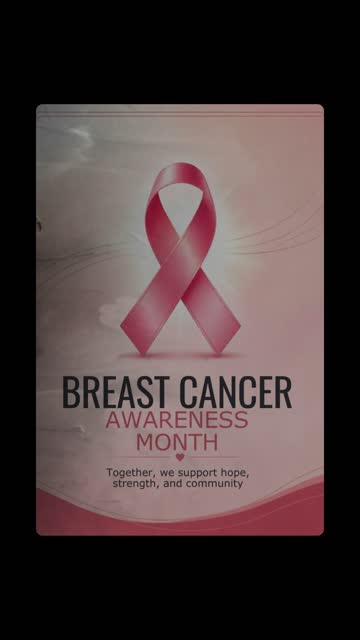 BREAST CANCER
AWARENESS
MONTH
Together, we support hope,
strength, and community